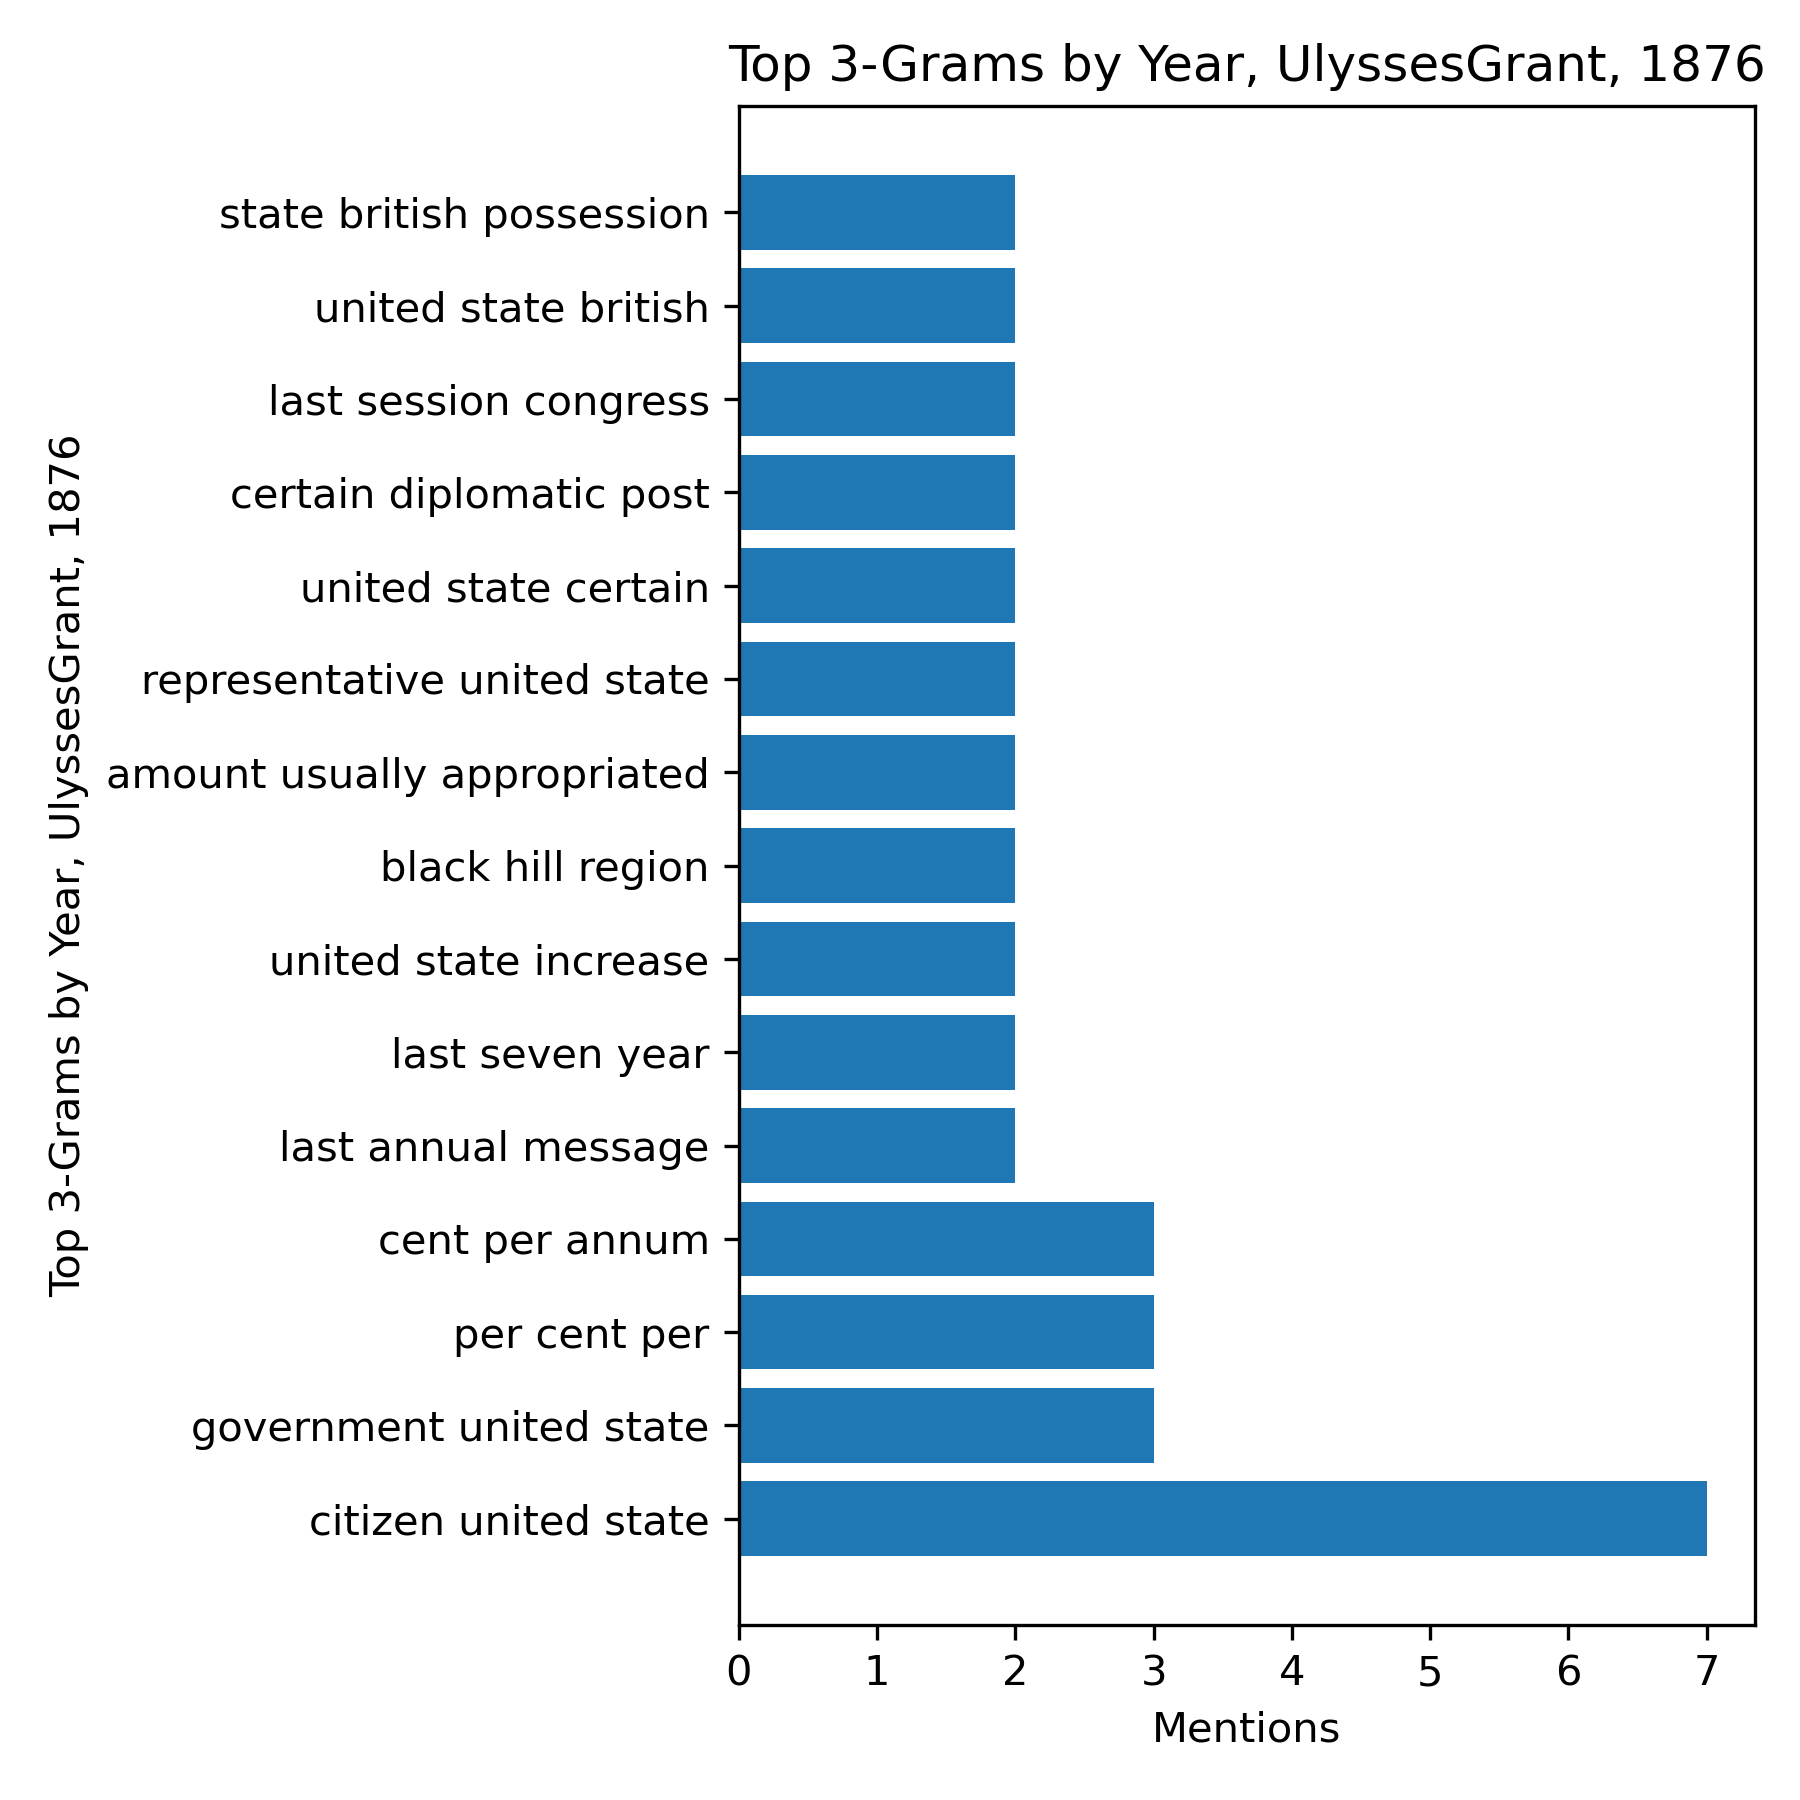 Top 3-Grams by Year, UlyssesGrant, 1876
Top 3-Grams by Year, UlyssesGrant, 1876
state british possession
united state british
last session congress
certain diplomatic post
united state certain
representative united state
amount usually appropriated
black hill region
united state increase
last seven year
last annual message
cent per annum
per cent per
government united state
citizen united state
0 1 2 3 4 5 6 7
Mentions